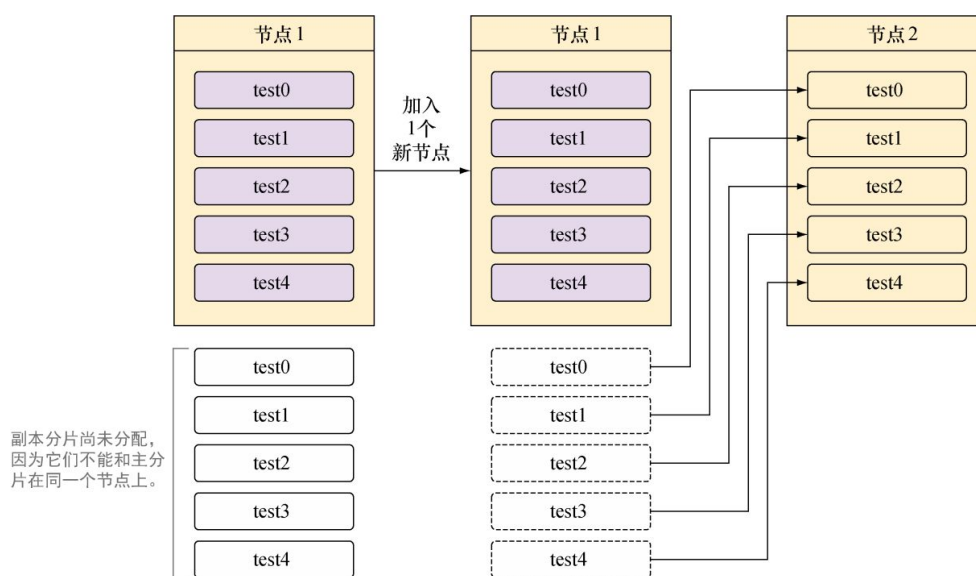 节点1
test0
test1
test2
test3
test4
加入
1个
新节点
节点1
test0
test1
test2
test3
test4
节点2
test0
test1
test2
test3
test4
副本分片尚未分配，
因为它们不能和主分
片在同一个节点上。
test0
test1
test2
test3
test4
test0
test1
test2
test3
test4